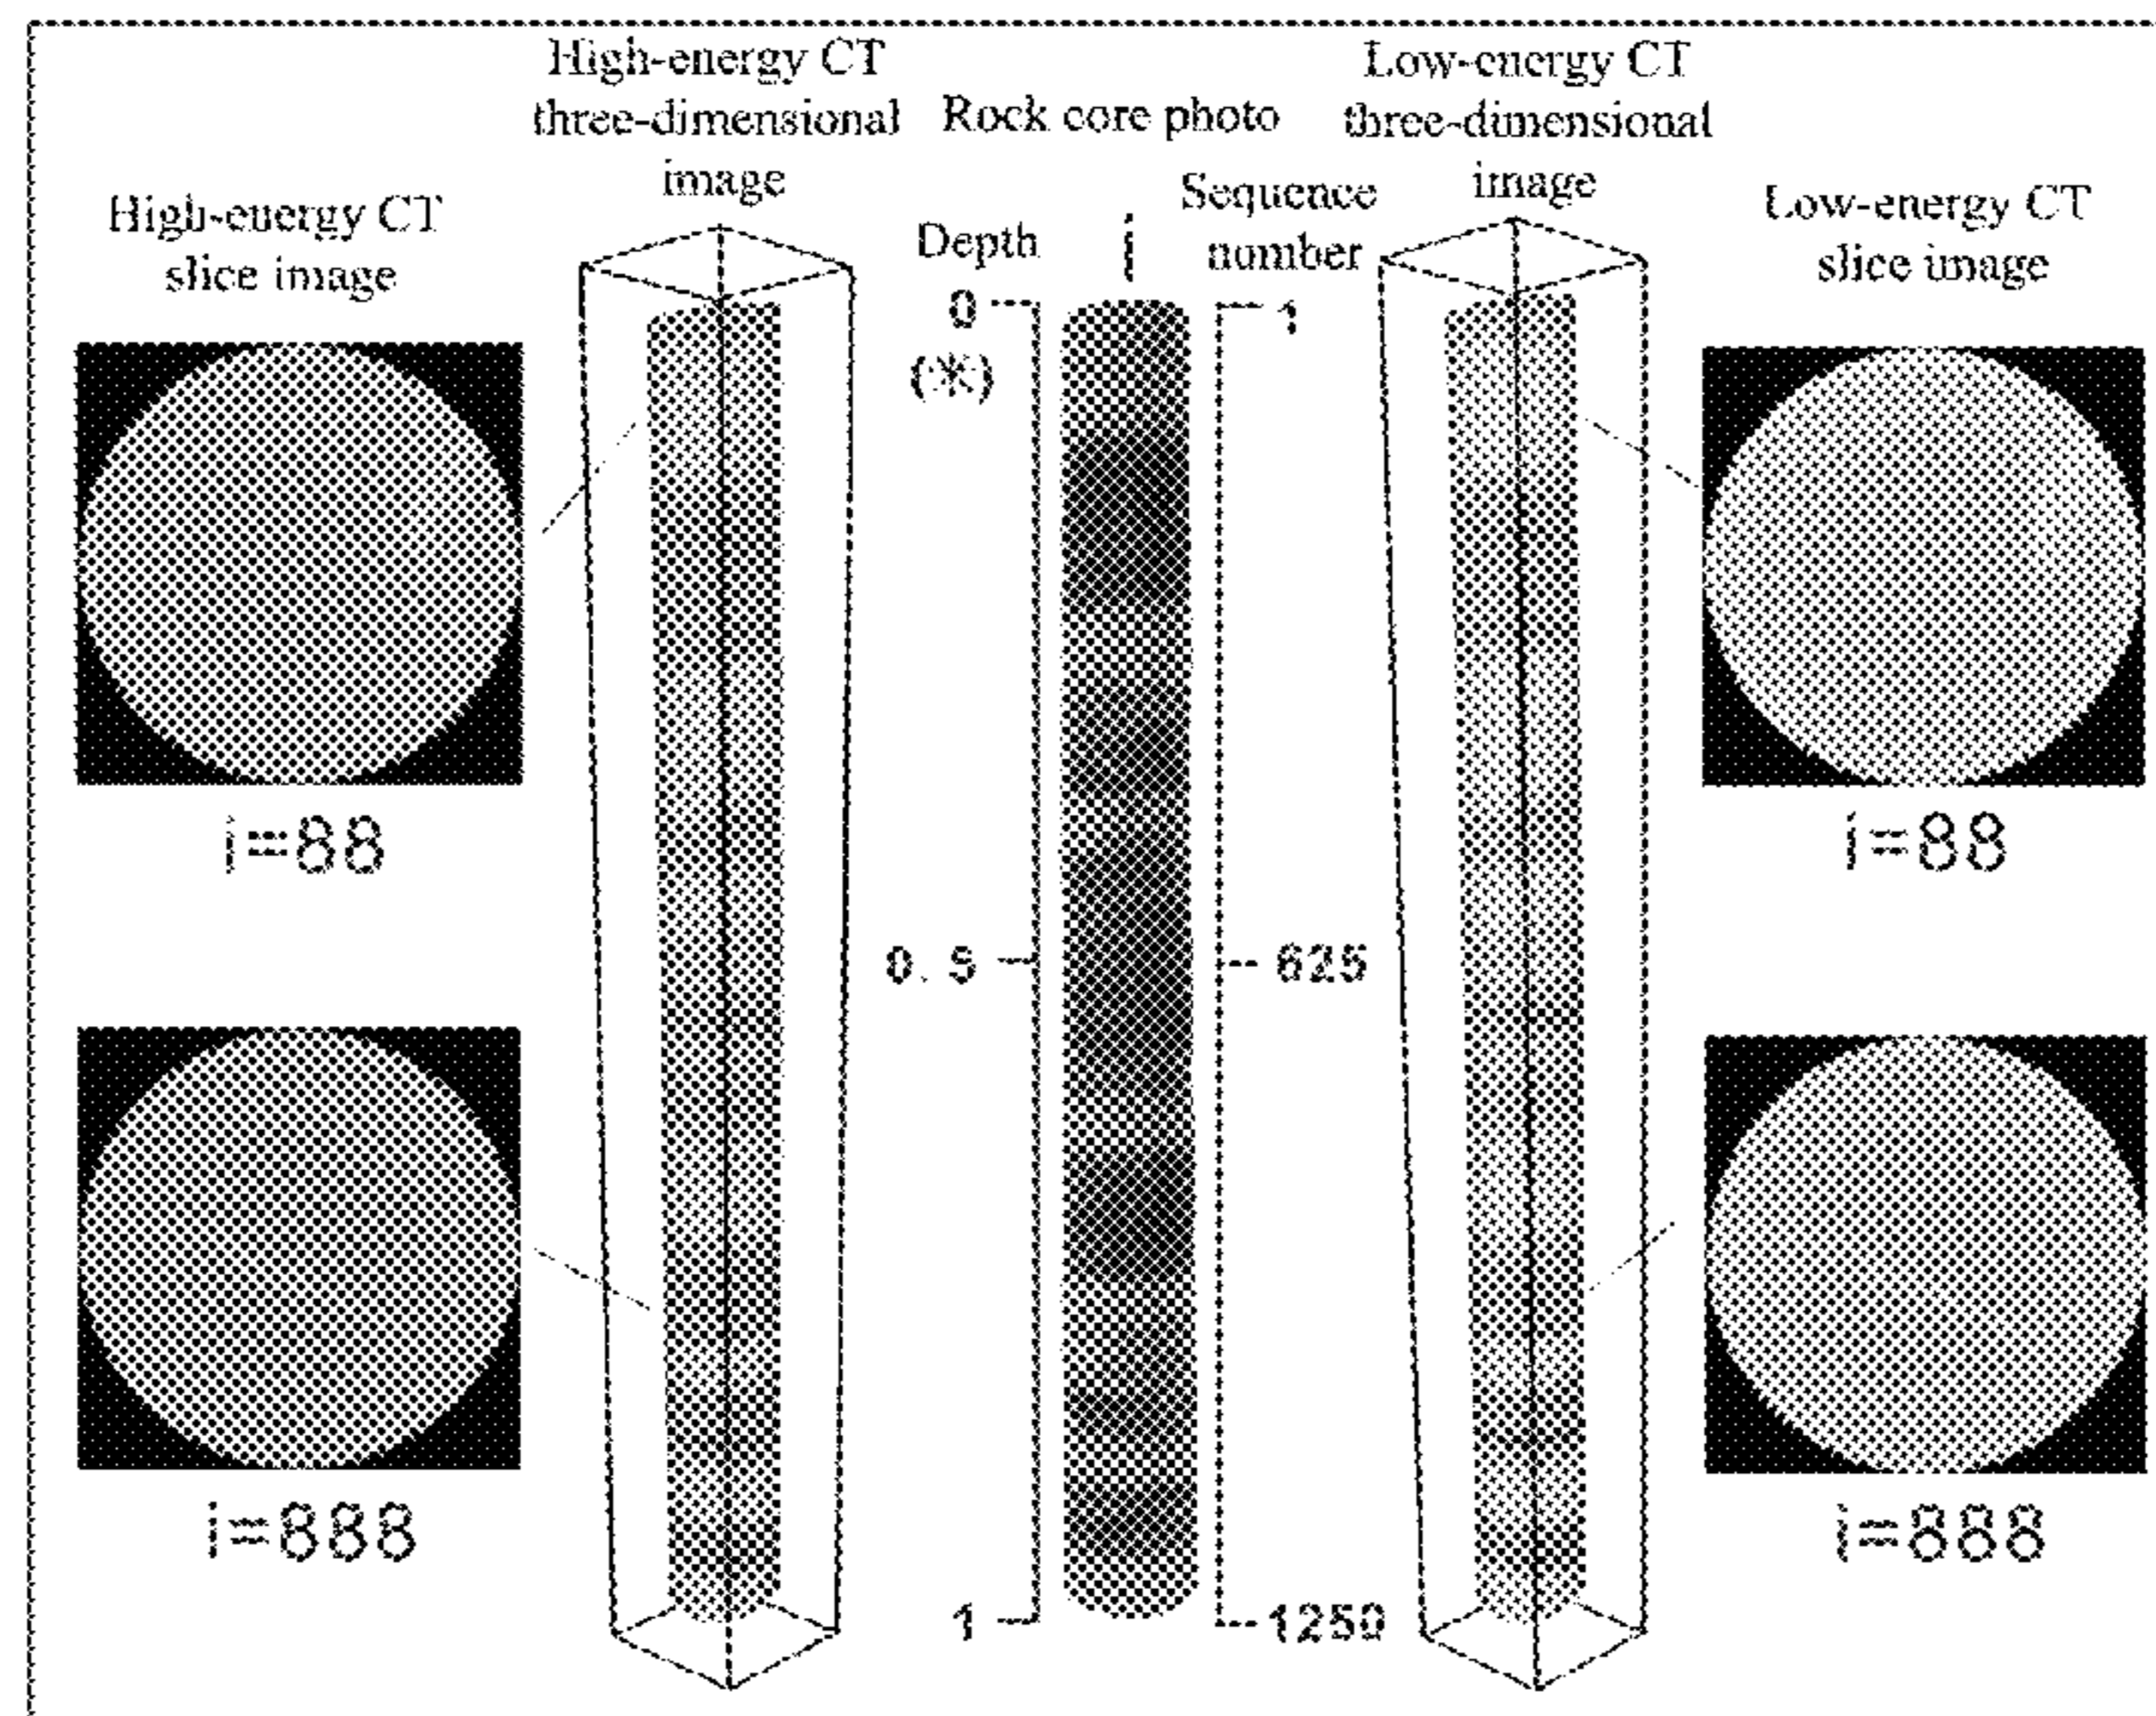 High-energy CT
three-dimensional
image
Rock core photo
Low-energy CT
three-dimensional
image
High-energy CT
slice image
Depth
Sequence
number
Low-energy CT
slice image
0
(米)
1
i=88
i=88
0.5
625
i=888
i=888
1
1250